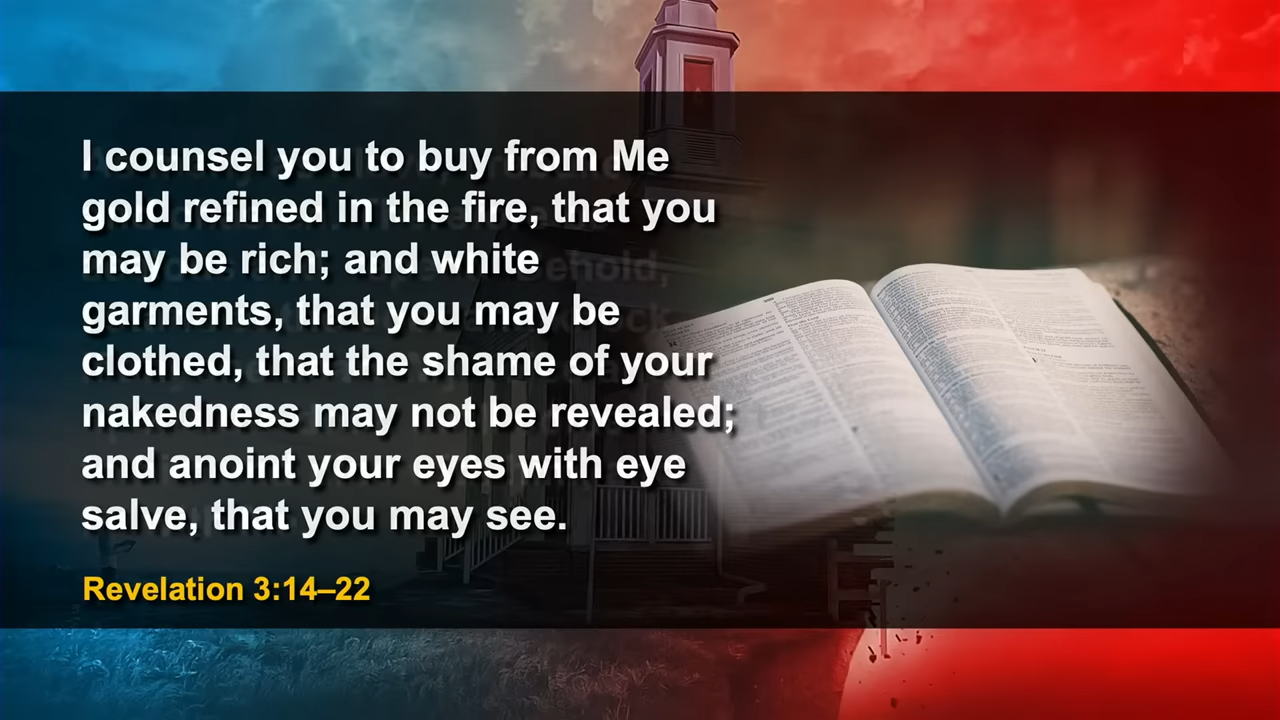 I counsel you to buy from Me
gold refined in the fire, that you
may be rich; and white
garments, that you may be
clothed, that the shame of your
nakedness may not be revealed;
and anoint your eyes with eye
salve, that you may see.
Revelation 3:14–22